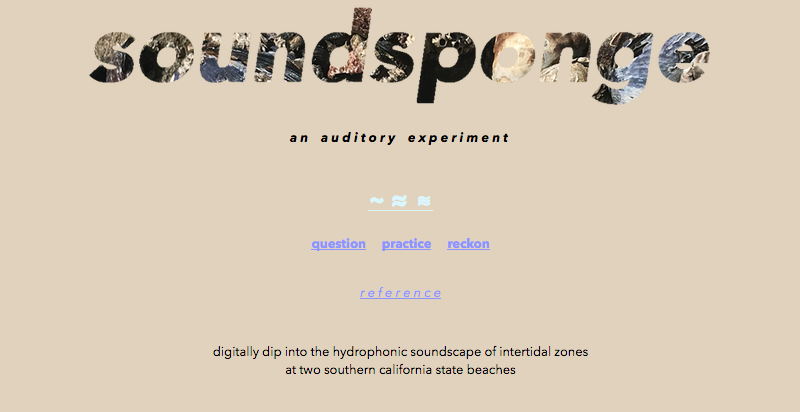 soundsponge
an auditory experiment
~ ≈ ≈
question practice reckon
reference
digitally dip into the hydrophonic soundscape of intertidal zones
at two southern california state beaches